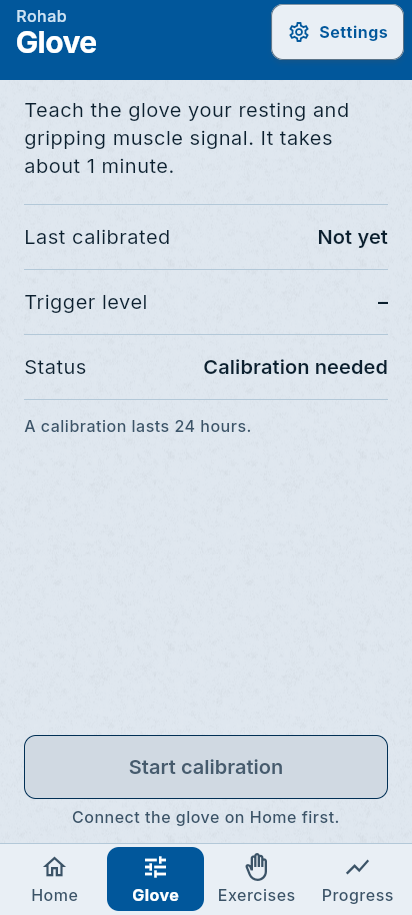 Rohab
Glove
Settings
Teach the glove your resting and
gripping muscle signal. It takes
about 1 minute.
Last calibrated Not yet
Trigger level –
Status Calibration needed
A calibration lasts 24 hours.
Start calibration
Connect the glove on Home first.
Home Glove Exercises Progress